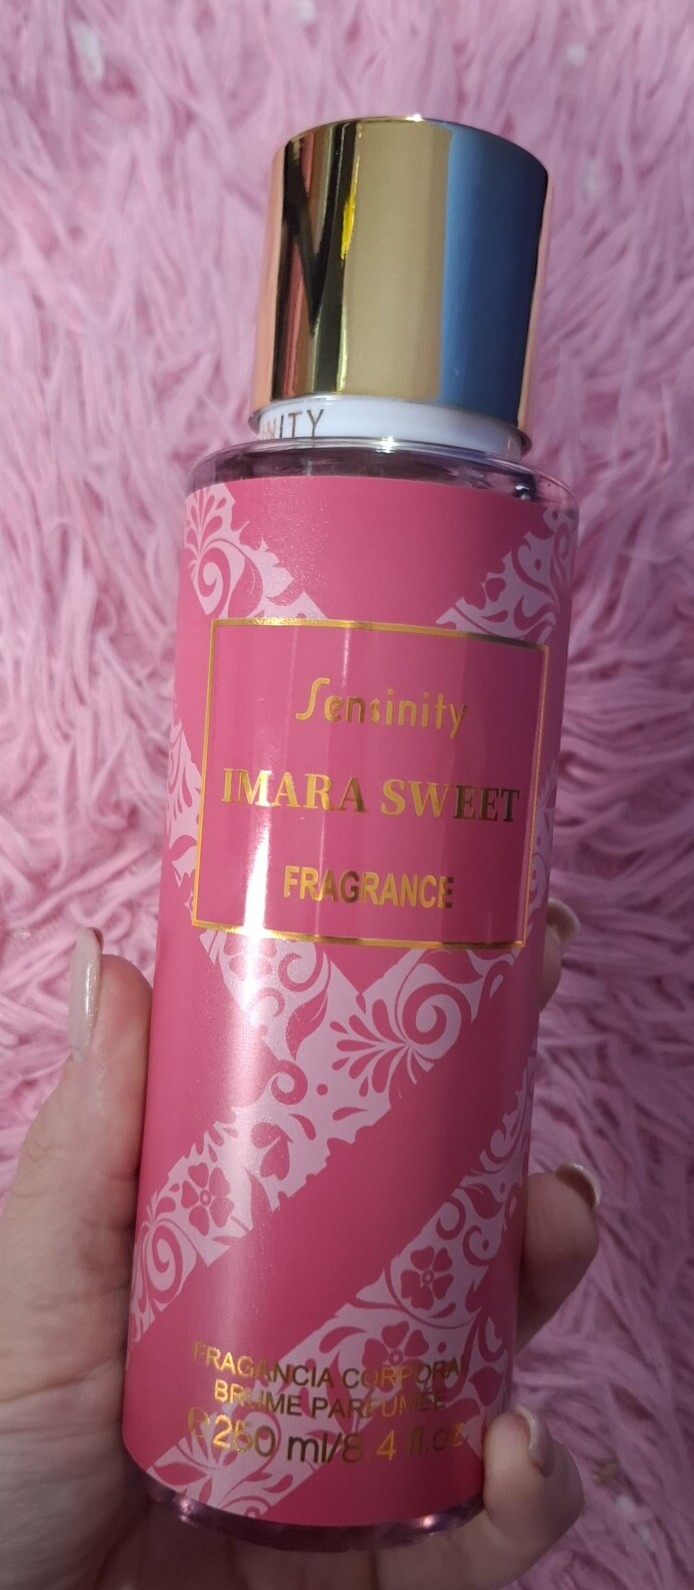 NITY
Sensinity
IMARA SWEET
FRAGRANCE
FRAGANCIA CORPORAL
BRUME PARFUMÉE
℮ 250 ml/8.4 fl.oz